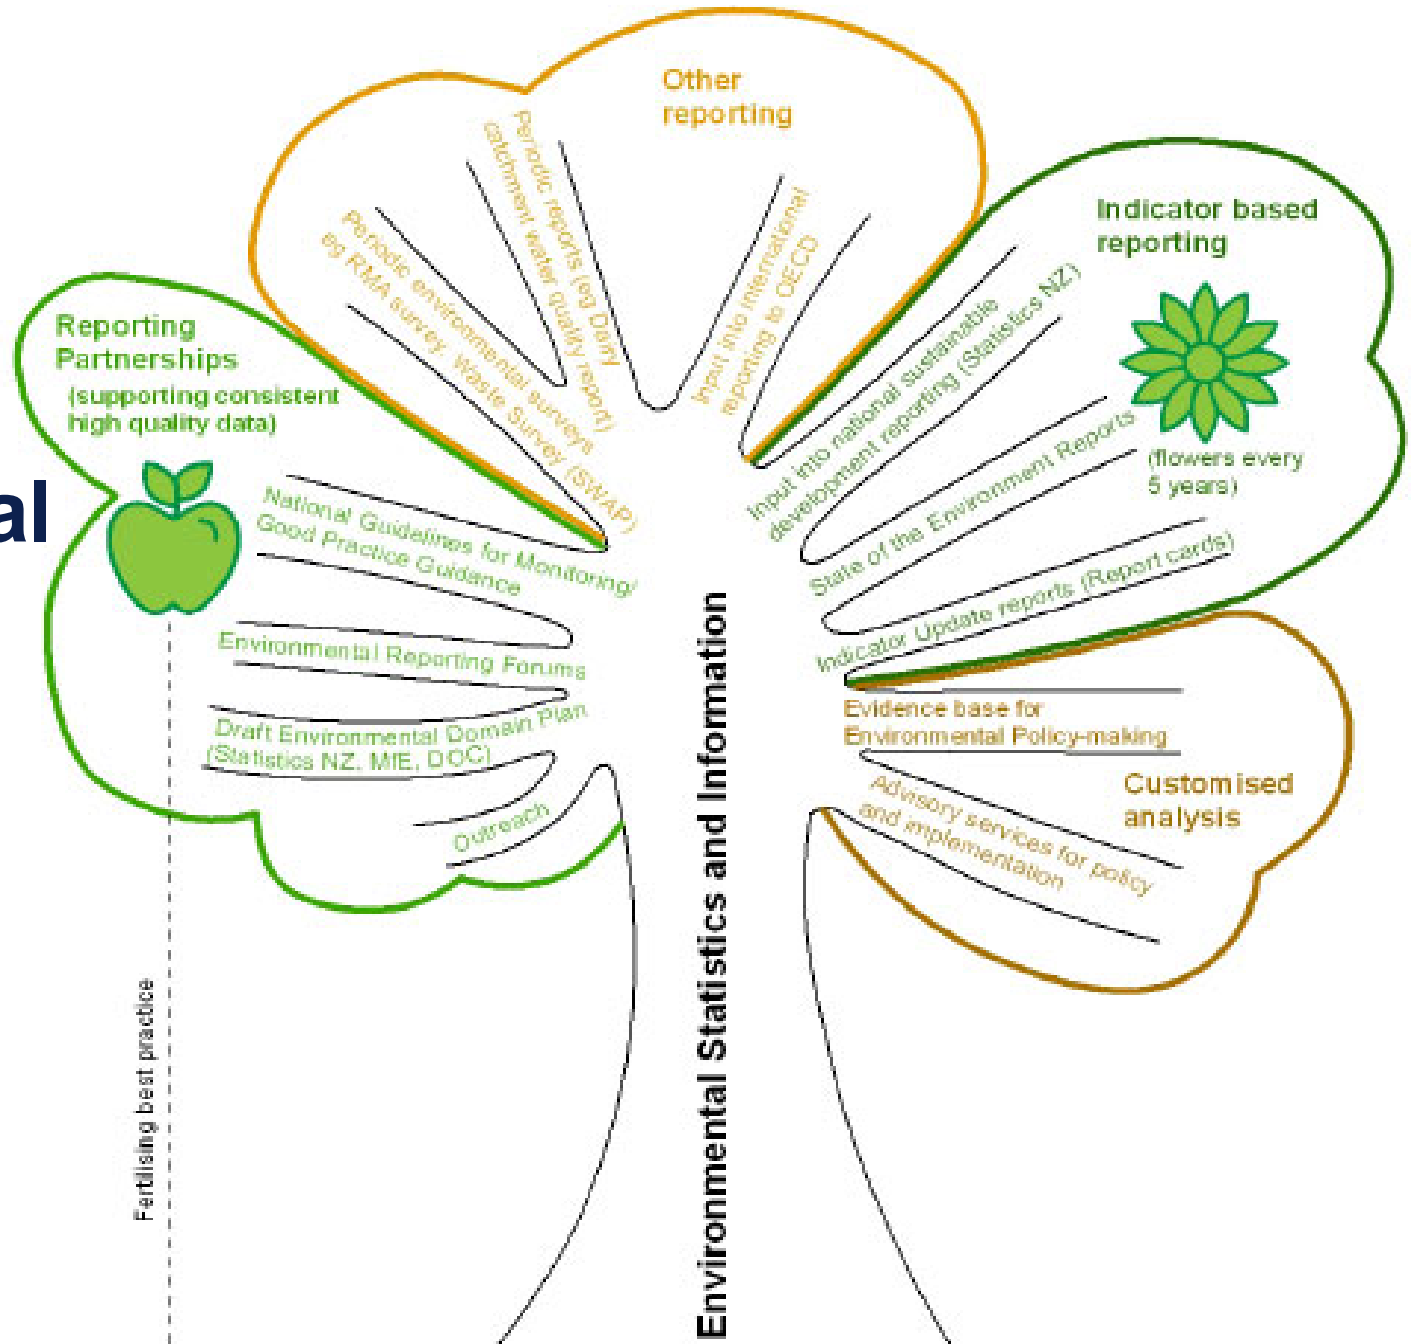 Other
reporting
Periodic reports (eg Dairy
catchment water quality report)
Periodic environmental surveys
eg RMA survey, Waste Survey (SWAP)
Input into international
reporting to OECD
Indicator based
reporting
Input into national sustainable
development reporting (Statistics NZ)
State of the Environment Reports
(flowers every
5 years)
Indicator Update reports (Report cards)
Reporting
Partnerships
(supporting consistent
high quality data)
al
National Guidelines for Monitoring/
Good Practice Guidance
Environmental Reporting Forums
Draft Environmental Domain Plan
(Statistics NZ, MfE, DOC)
Outreach
Evidence base for
Environmental Policy-making
Customised
analysis
Advisory services for policy
and implementation
Environmental Statistics and Information
Fertilising best practice